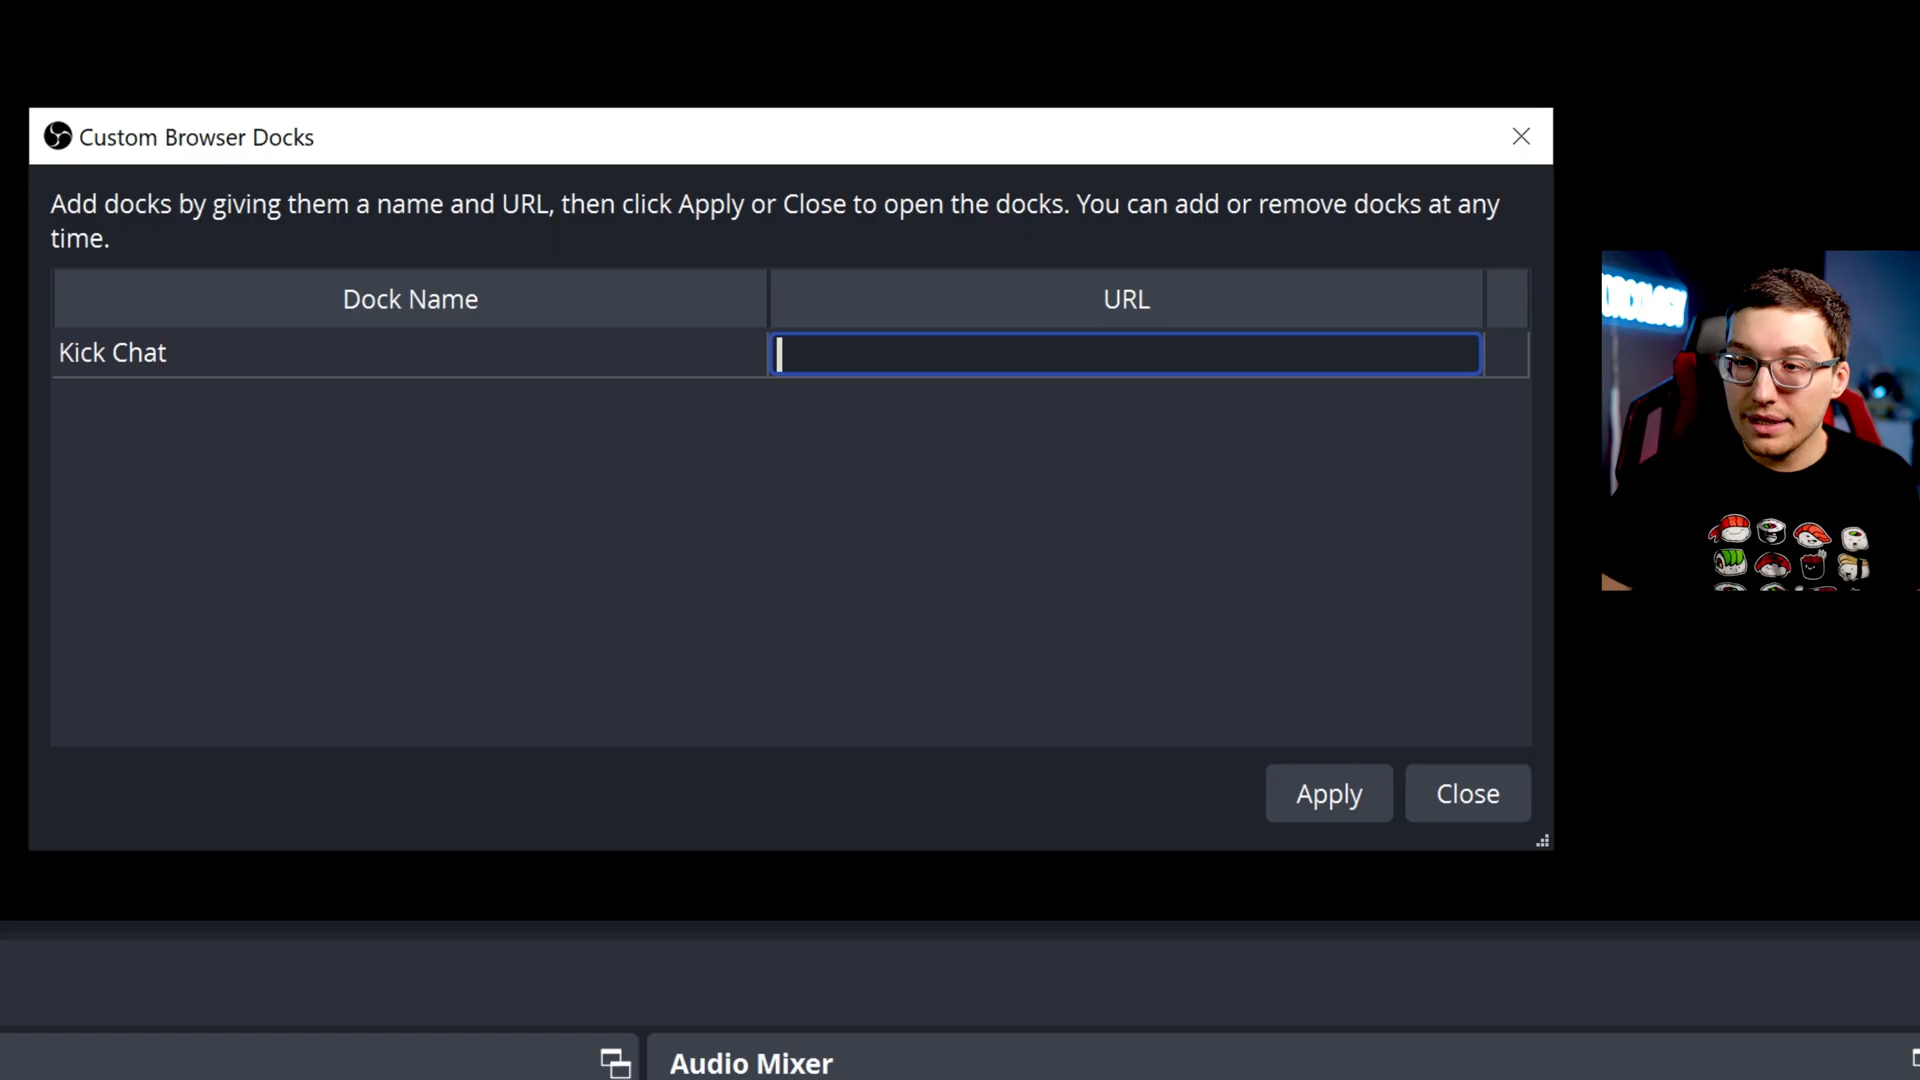 Custom Browser Docks
Add docks by giving them a name and URL, then click Apply or Close to open the docks. You can add or remove docks at any
time.
Dock Name
URL
Kick Chat
Apply
Close
Audio Mixer